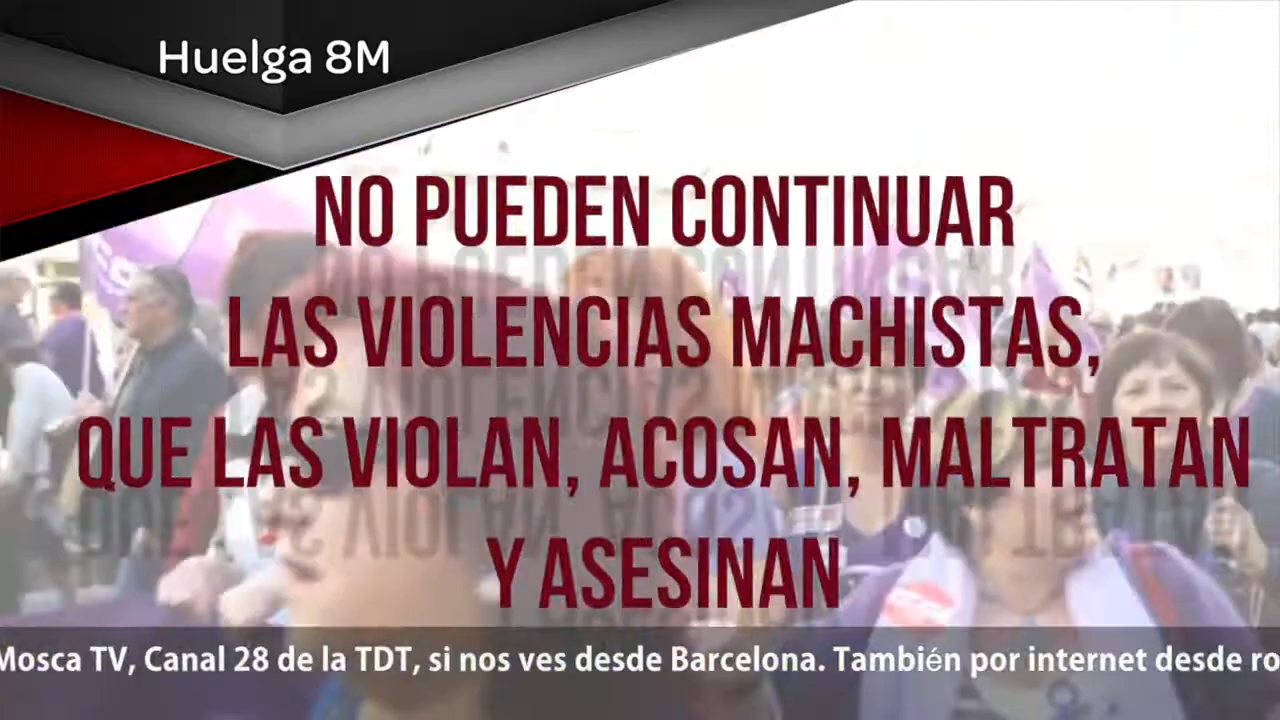 Huelga 8M
NO PUEDEN CONTINUAR
LAS VIOLENCIAS MACHISTAS,
QUE LAS VIOLAN, ACOSAN, MALTRATAN
Y ASESINAN
Mosca TV, Canal 28 de la TDT, si nos ves desde Barcelona. También por internet desde ro